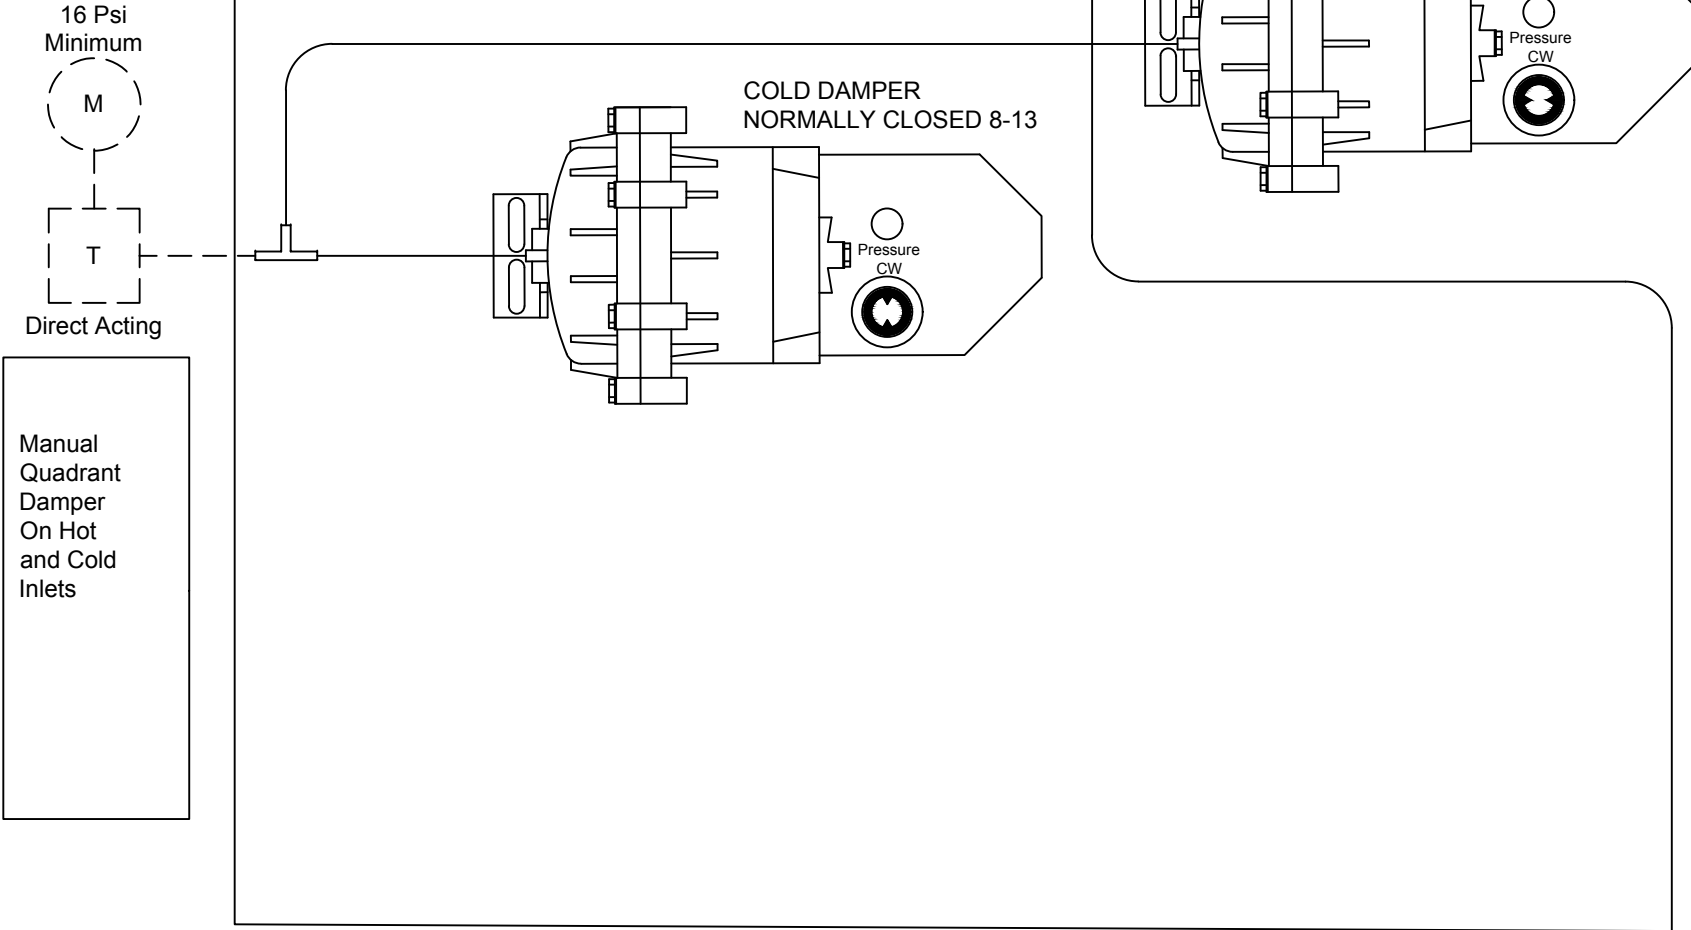 16 Psi
Minimum
M
T
Direct Acting
Manual
Quadrant
Damper
On Hot
and Cold
Inlets
COLD DAMPER
NORMALLY CLOSED 8-13
Pressure
CW
Pressure
CW